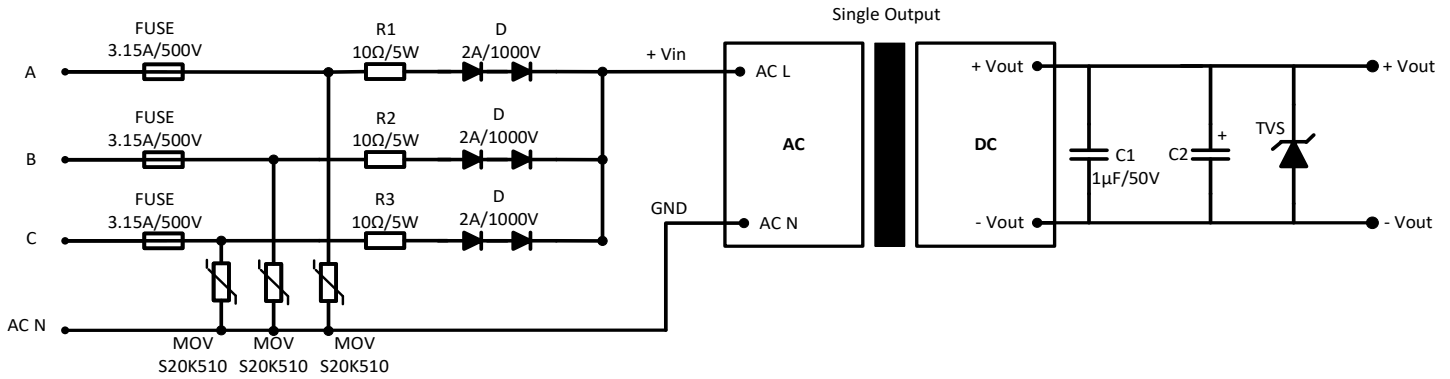 Single Output
FUSE
3.15A/500V
R1
10Ω/5W
D
2A/1000V
+ Vin
A
AC L
+ Vout
+ Vout
FUSE
3.15A/500V
R2
10Ω/5W
D
2A/1000V
B
AC
DC
C1
1µF/50V
C2
+
TVS
FUSE
3.15A/500V
R3
10Ω/5W
D
2A/1000V
GND
C
AC N
- Vout
- Vout
AC N
MOV
S20K510
MOV
S20K510
MOV
S20K510